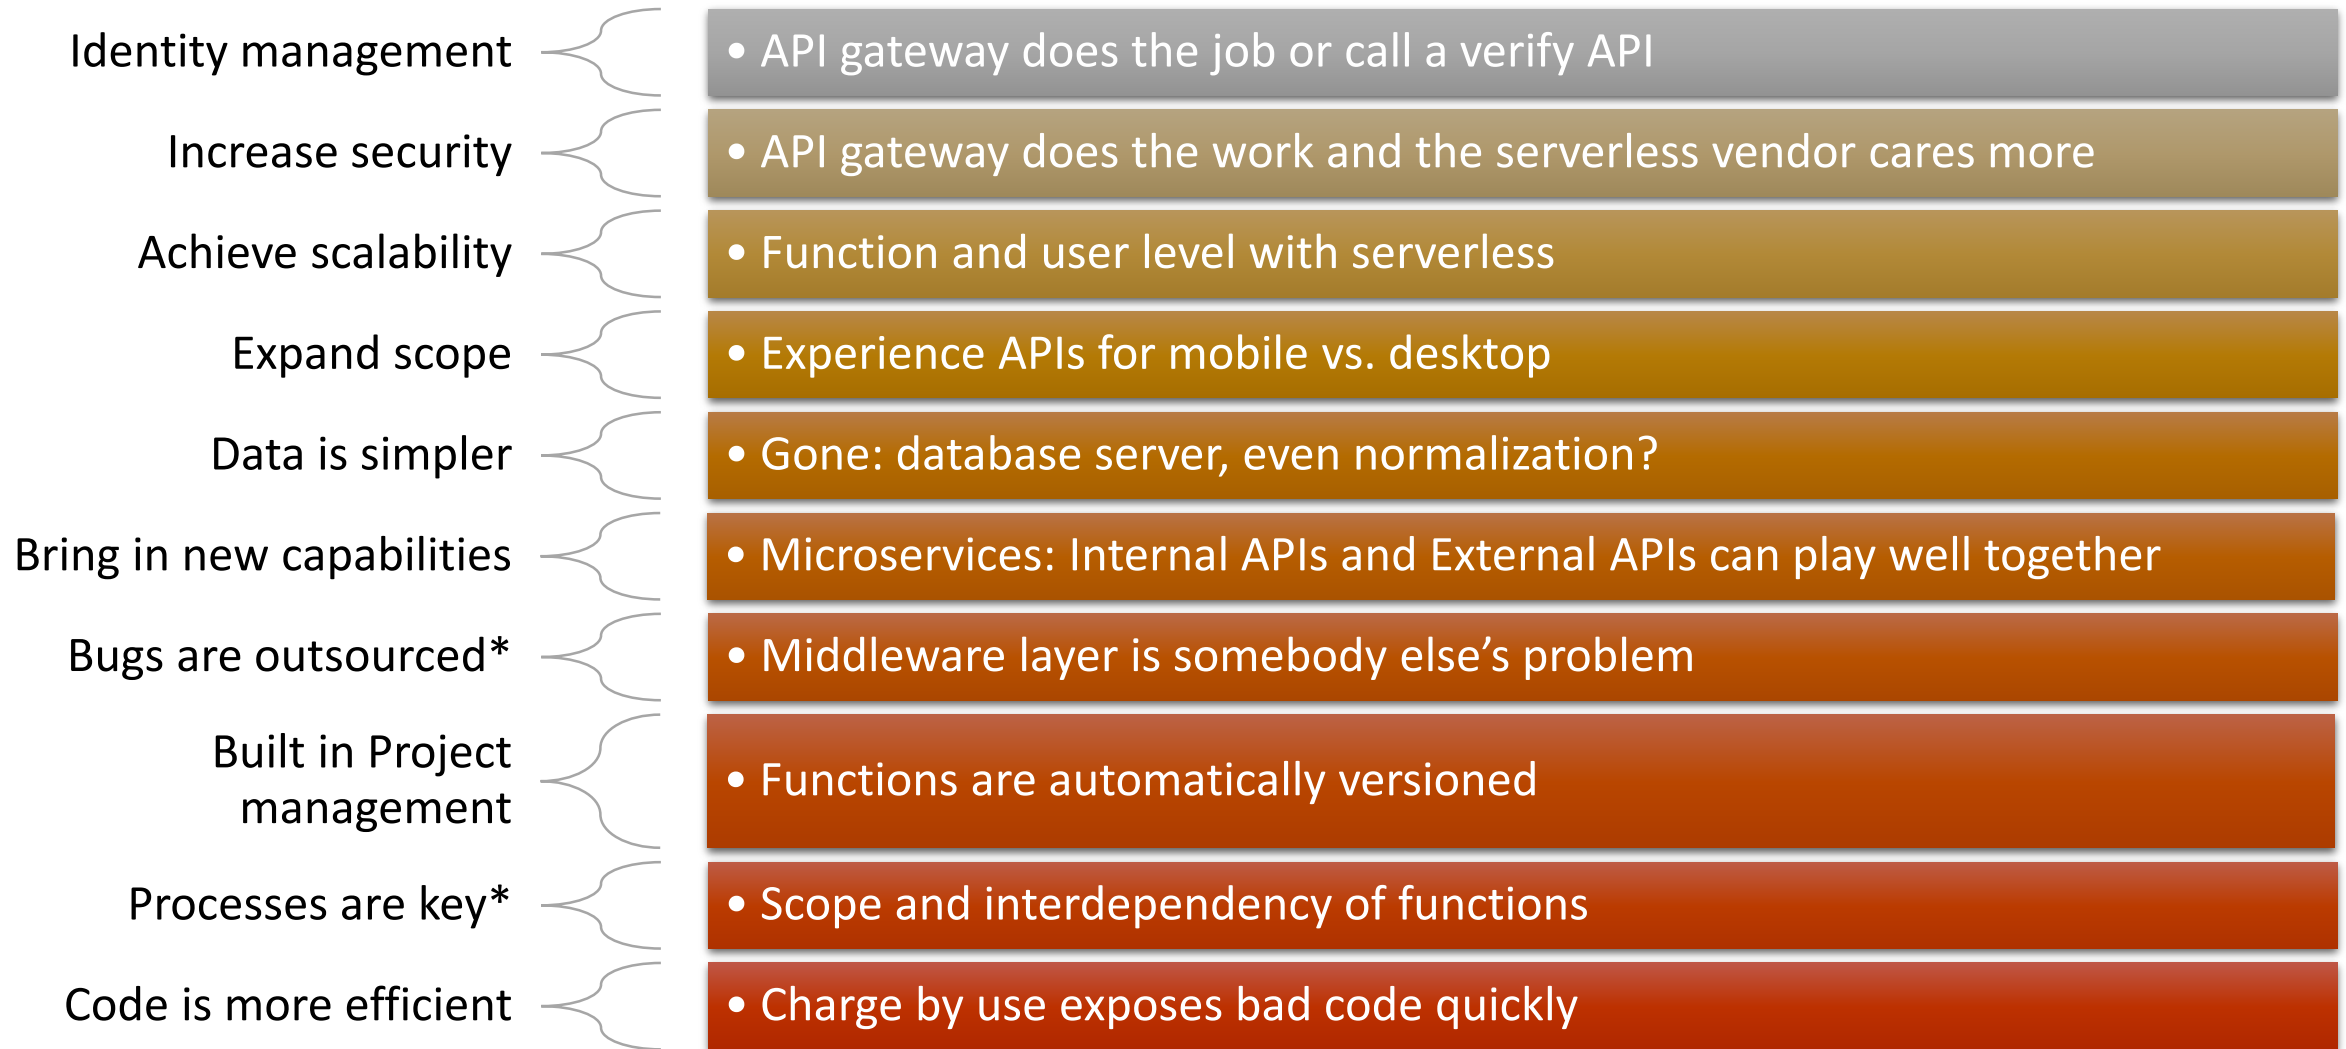 Identity management
• API gateway does the job or call a verify API
Increase security
• API gateway does the work and the serverless vendor cares more
Achieve scalability
• Function and user level with serverless
Expand scope
• Experience APIs for mobile vs. desktop
Data is simpler
• Gone: database server, even normalization?
Bring in new capabilities
• Microservices: Internal APIs and External APIs can play well together
Bugs are outsourced*
• Middleware layer is somebody else’s problem
Built in Project
management
• Functions are automatically versioned
Processes are key*
• Scope and interdependency of functions
Code is more efficient
• Charge by use exposes bad code quickly